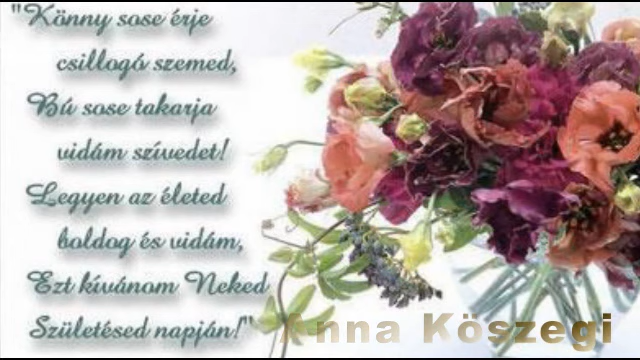 "Könny sose érje
csillogó szemed,
Bú sose takarja
vidám szívedet!
Legyen az életed
boldog és vidám,
Ezt kívánom Neked
Születésed napján!"
Anna Köszegi